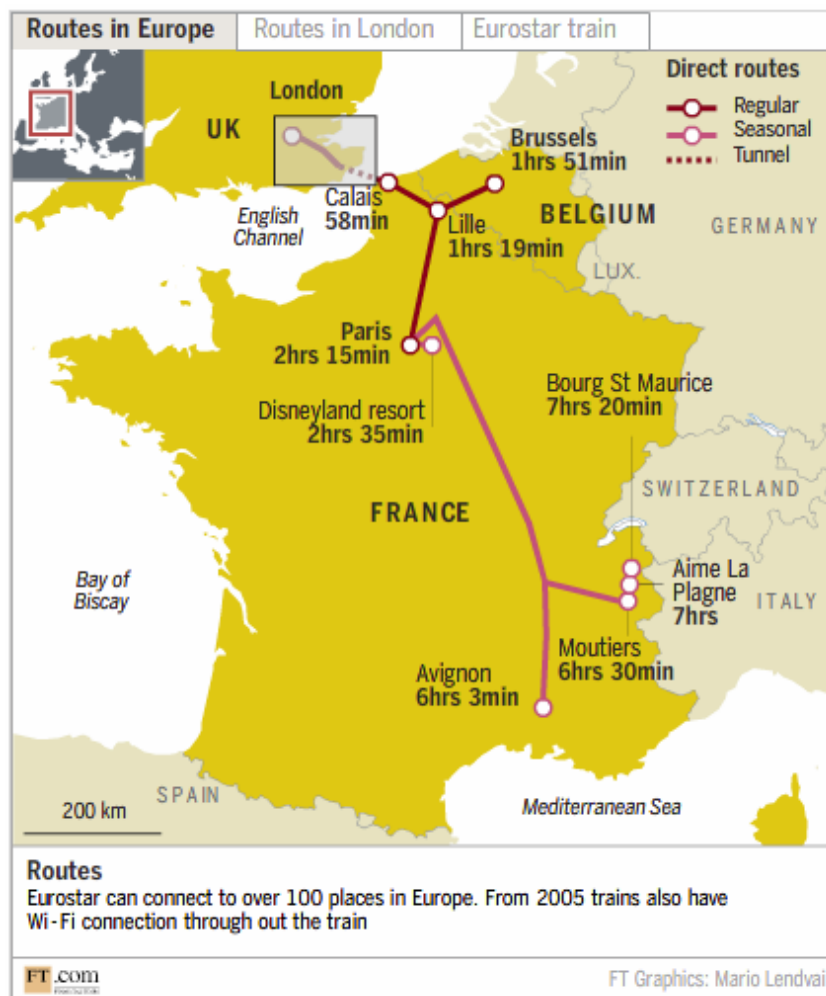 Routes in Europe
Routes in London
Eurostar train
Direct routes
Regular
Seasonal
Tunnel
London
UK
Brussels
1hrs 51min
Calais
58min
English
Channel
Lille
1hrs 19min
BELGIUM
GERMANY
LUX.
Paris
2hrs 15min
Disneyland resort
2hrs 35min
Bourg St Maurice
7hrs 20min
FRANCE
SWITZERLAND
Bay of
Biscay
Aime La
Plagne
7hrs
ITALY
Moutiers
6hrs 30min
Avignon
6hrs 3min
SPAIN
200 km
Mediterranean Sea
Routes
Eurostar can connect to over 100 places in Europe. From 2005 trains also have
Wi-Fi connection through out the train
FT.com
FT Graphics: Mario Lendvai